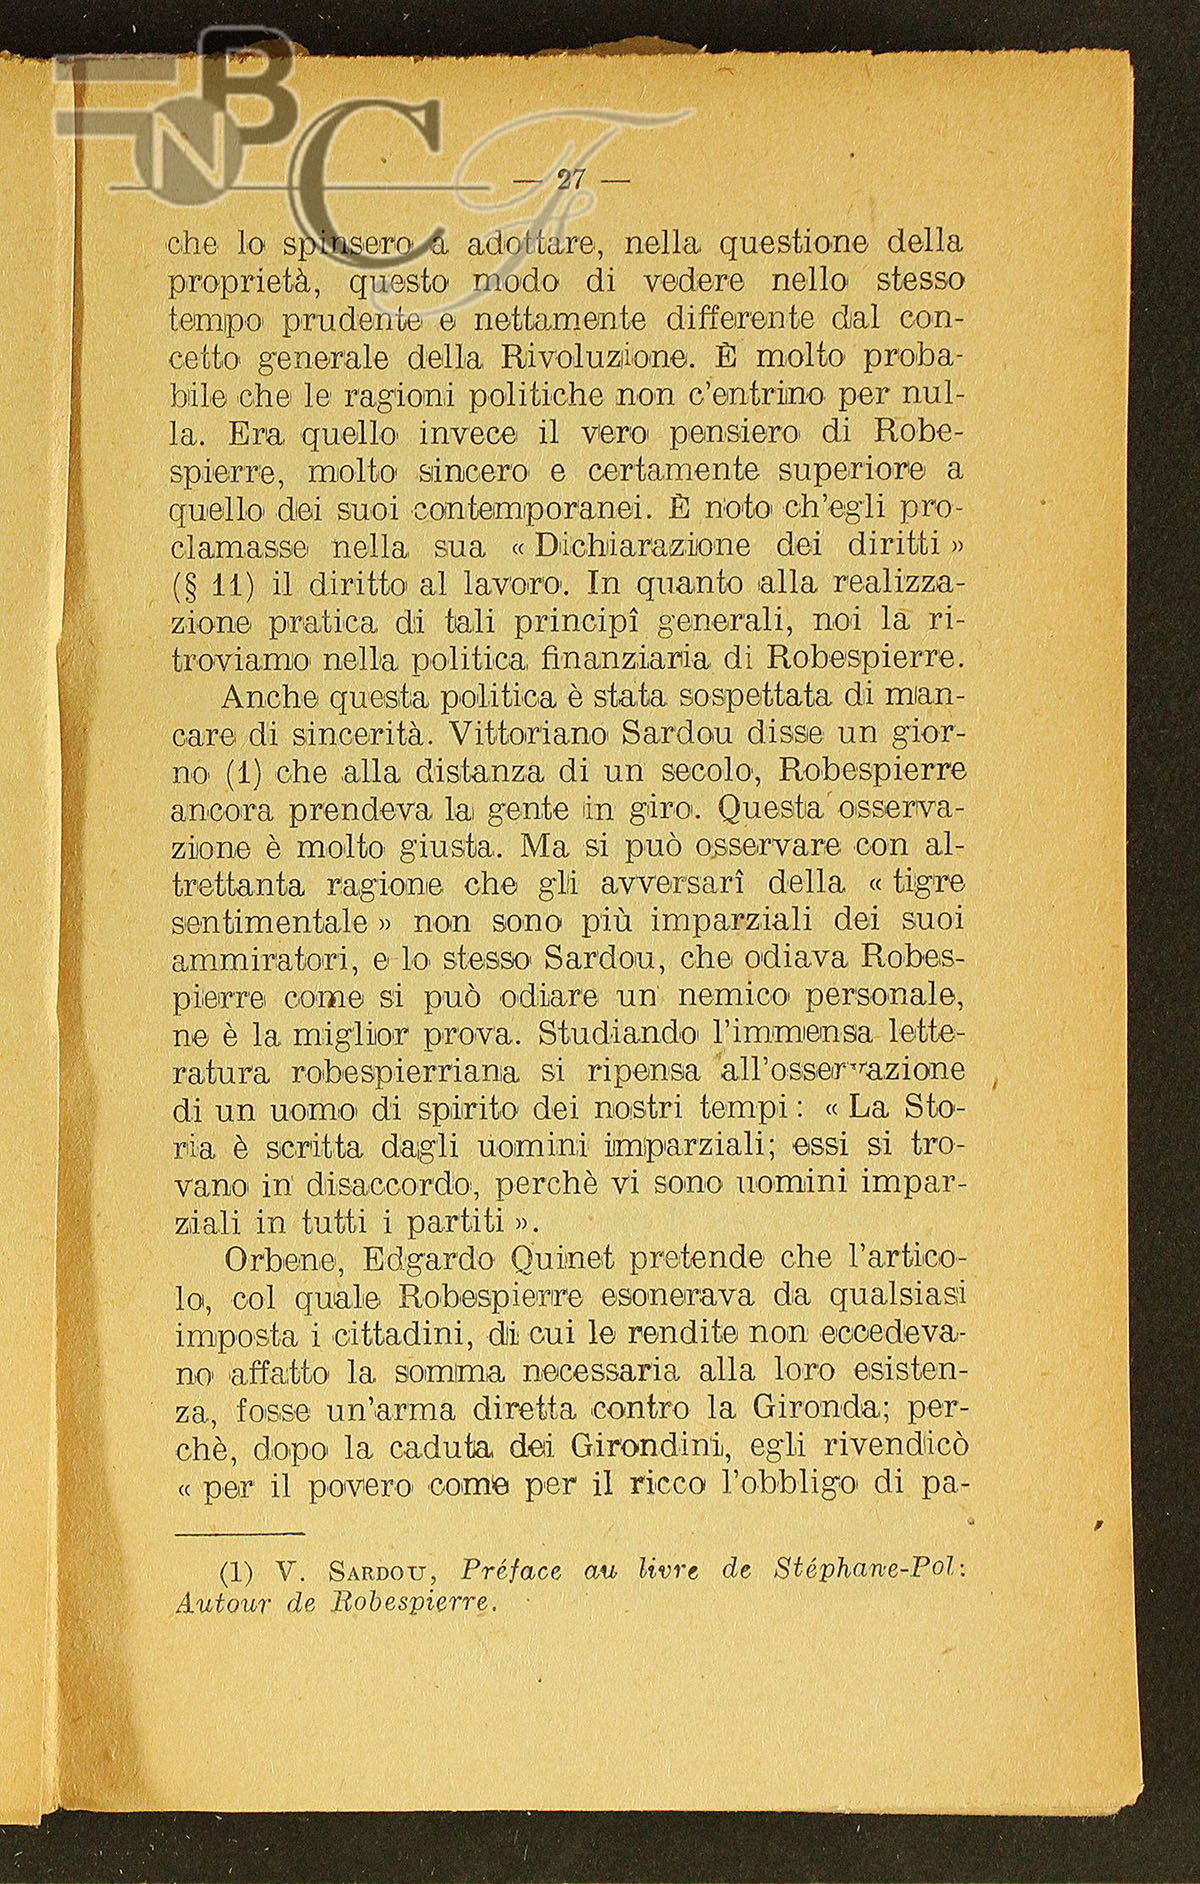 — 27 —
che lo spinsero a adottare, nella questione della
proprietà, questo modo di vedere nello stesso
tempo prudente e nettamente differente dal con-
cetto generale della Rivoluzione. È molto proba-
bile che le ragioni politiche non c'entrino per nul-
la. Era quello invece il vero pensiero di Robe-
spierre, molto sincero e certamente superiore a
quello dei suoi contemporanei. È noto ch'egli pro-
clamasse nella sua « Dichiarazione dei diritti »
(§ 11) il diritto al lavoro. In quanto alla realizza-
zione pratica di tali principî generali, noi la ri-
troviamo nella politica finanziaria di Robespierre.
Anche questa politica è stata sospettata di man-
care di sincerità. Vittoriano Sardou disse un gior-
no (1) che alla distanza di un secolo, Robespierre
ancora prendeva la gente in giro. Questa osserva-
zione è molto giusta. Ma si può osservare con al-
trettanta ragione che gli avversarî della « tigre
sentimentale » non sono più imparziali dei suoi
ammiratori, e lo stesso Sardou, che odiava Robes-
pierre come si può odiare un nemico personale,
ne è la miglior prova. Studiando l'immensa lette-
ratura robespierriana si ripensa all'osservazione
di un uomo di spirito dei nostri tempi: « La Sto-
ria è scritta dagli uomini imparziali; essi si tro-
vano in disaccordo, perchè vi sono uomini impar-
ziali in tutti i partiti ».
Orbene, Edgardo Quinet pretende che l'artico-
lo, col quale Robespierre esonerava da qualsiasi
imposta i cittadini, di cui le rendite non eccedeva-
no affatto la somma necessaria alla loro esisten-
za, fosse un'arma diretta contro la Gironda; per-
chè, dopo la caduta dei Girondini, egli rivendicò
« per il povero come per il ricco l'obbligo di pa-
(1) V. SARDOU, Préface au livre de Stéphane-Pol:
Autour de Robespierre.
BNCF